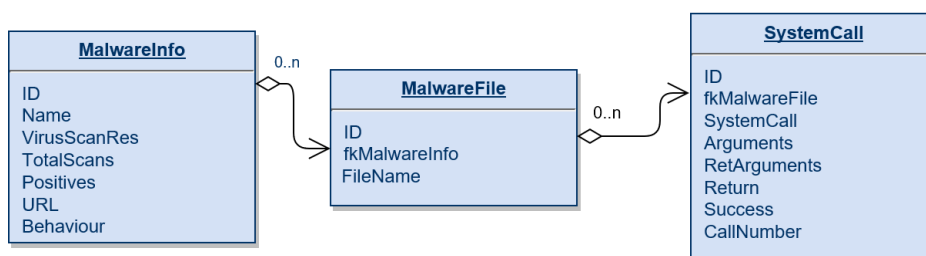 MalwareInfo
ID
Name
VirusScanRes
TotalScans
Positives
URL
Behaviour
0..n
MalwareFile
ID
fkMalwareInfo
FileName
0..n
SystemCall
ID
fkMalwareFile
SystemCall
Arguments
RetArguments
Return
Success
CallNumber